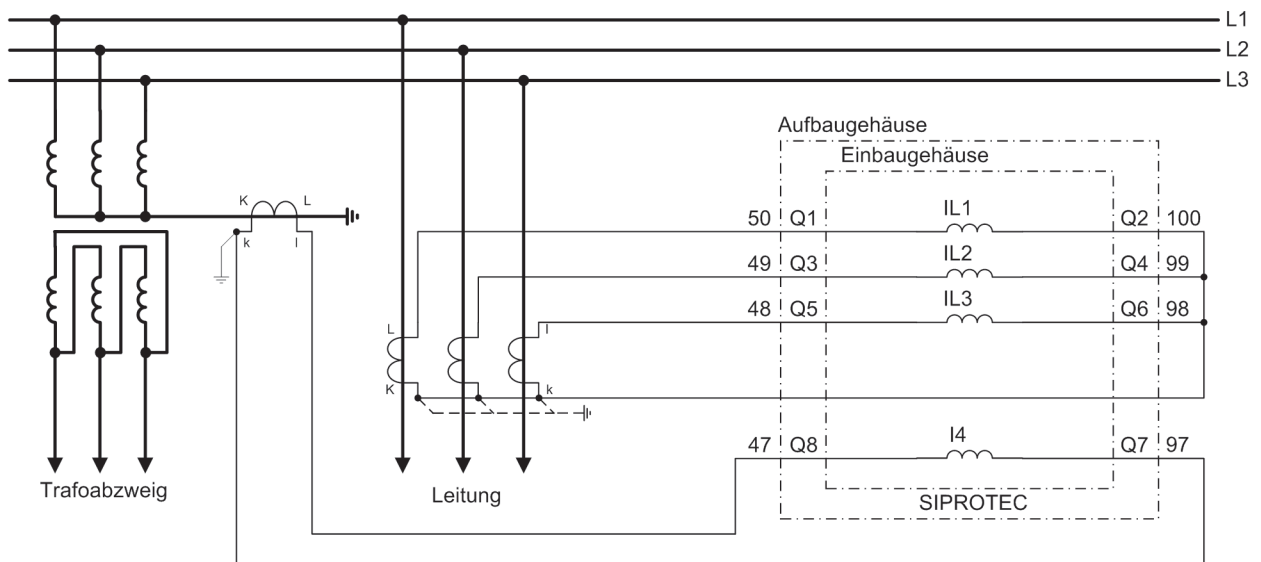 L1
L2
L3
Aufbaugehäuse
Einbaugehäuse
K L
k l
50 Q1 IL1 Q2 100
49 Q3 IL2 Q4 99
48 Q5 IL3 Q6 98
L l
K k
47 Q8 I4 Q7 97
Trafoabzweig
Leitung
SIPROTEC